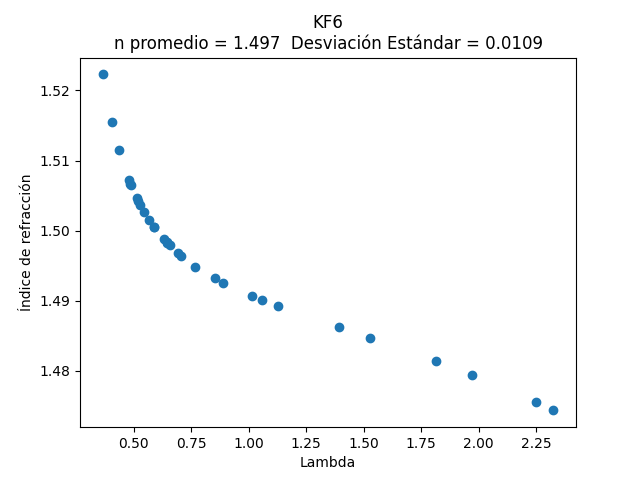 KF6
n promedio = 1.497  Desviación Estándar = 0.0109
1.52
1.51
1.50
1.49
1.48
Índice de refracción
0.50 0.75 1.00 1.25 1.50 1.75 2.00 2.25
Lambda